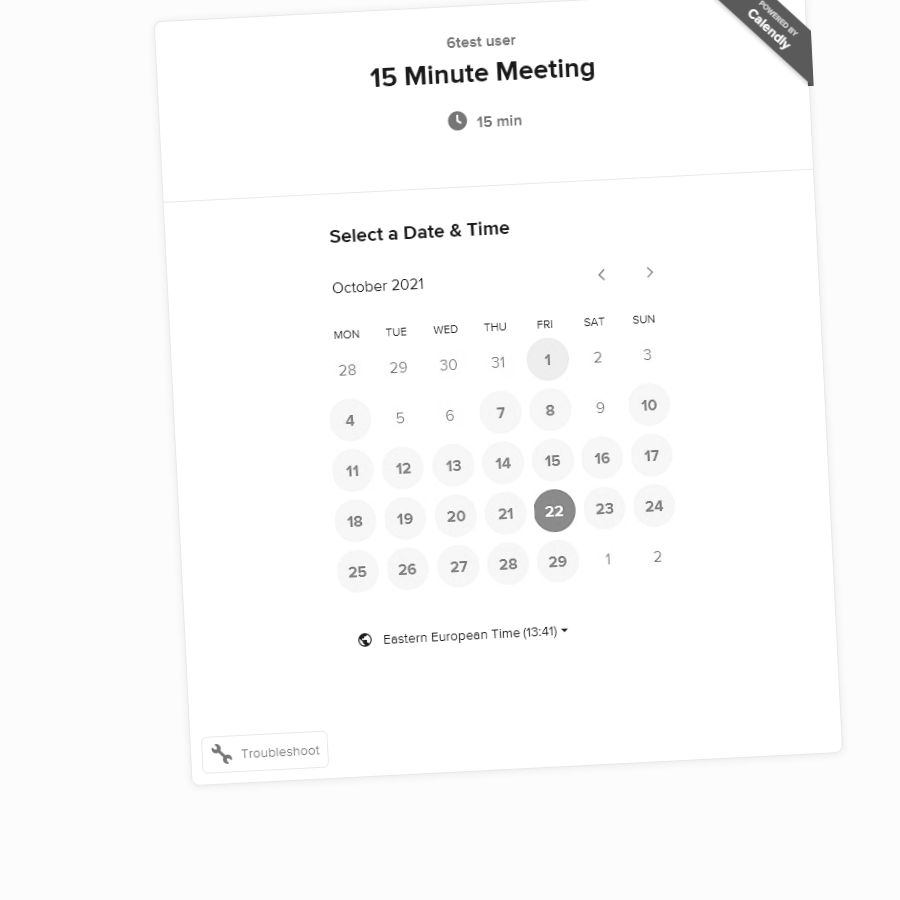 POWERED BY
Calendly
6test user
15 Minute Meeting
15 min
Select a Date & Time
October 2021
MON TUE WED THU FRI SAT SUN
28 29 30 31 1 2 3
4 5 6 7 8 9 10
11 12 13 14 15 16 17
18 19 20 21 22 23 24
25 26 27 28 29 1 2
Eastern European Time (13:41)
Troubleshoot